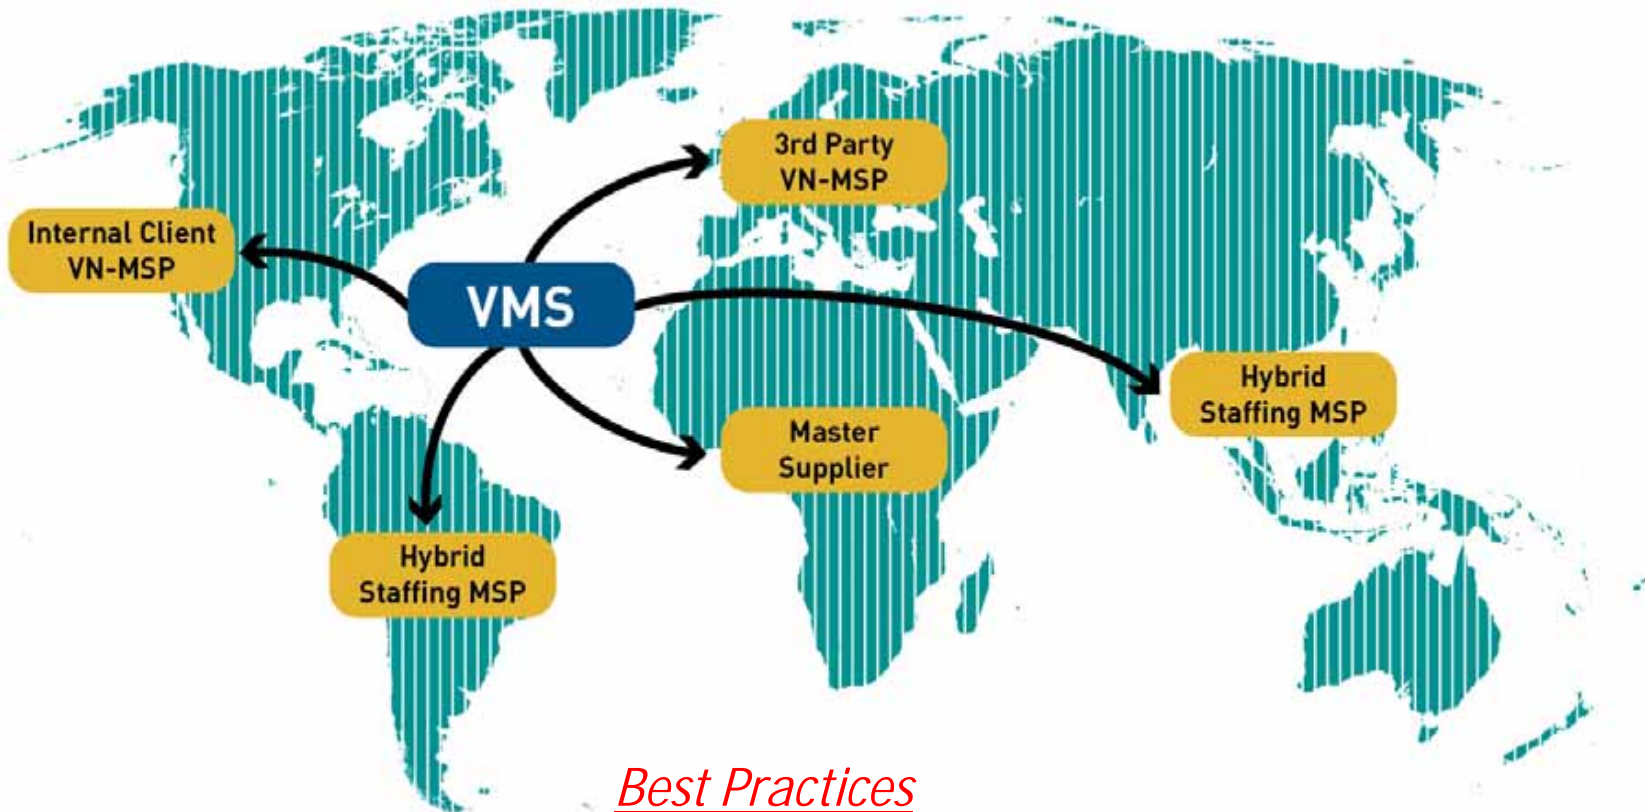 3rd Party
VN-MSP
Internal Client
VN-MSP
VMS
Hybrid
Staffing MSP
Master
Supplier
Hybrid
Staffing MSP
Best Practices